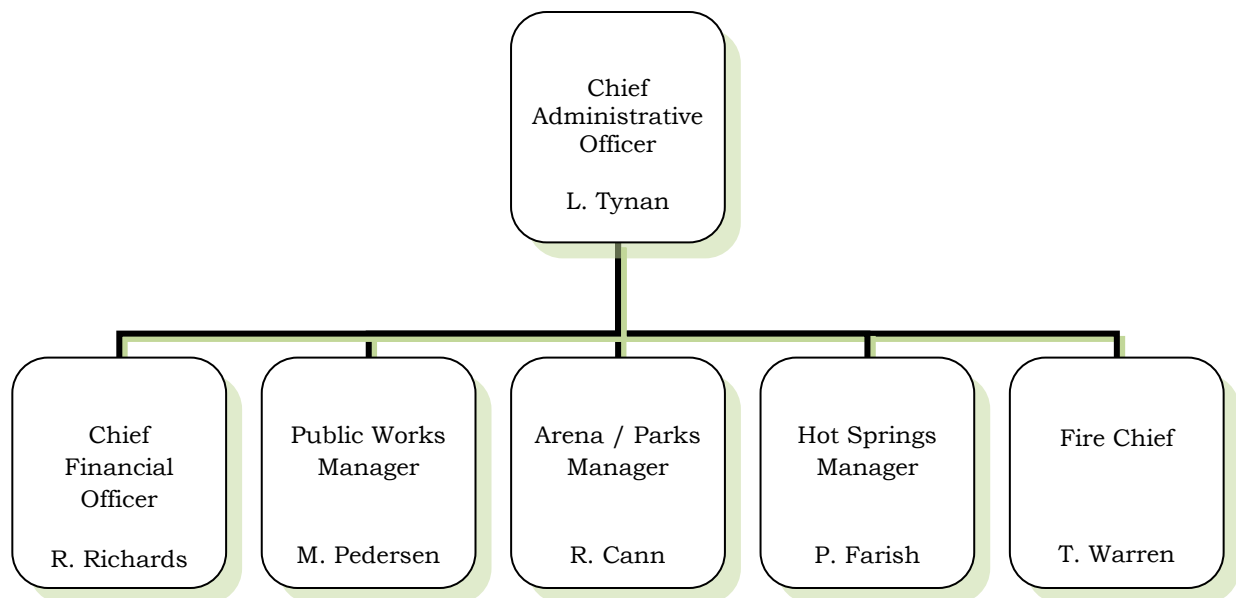 Chief
Administrative
Officer
L. Tynan
Chief
Financial
Officer
R. Richards
Public Works
Manager
M. Pedersen
Arena / Parks
Manager
R. Cann
Hot Springs
Manager
P. Farish
Fire Chief
T. Warren